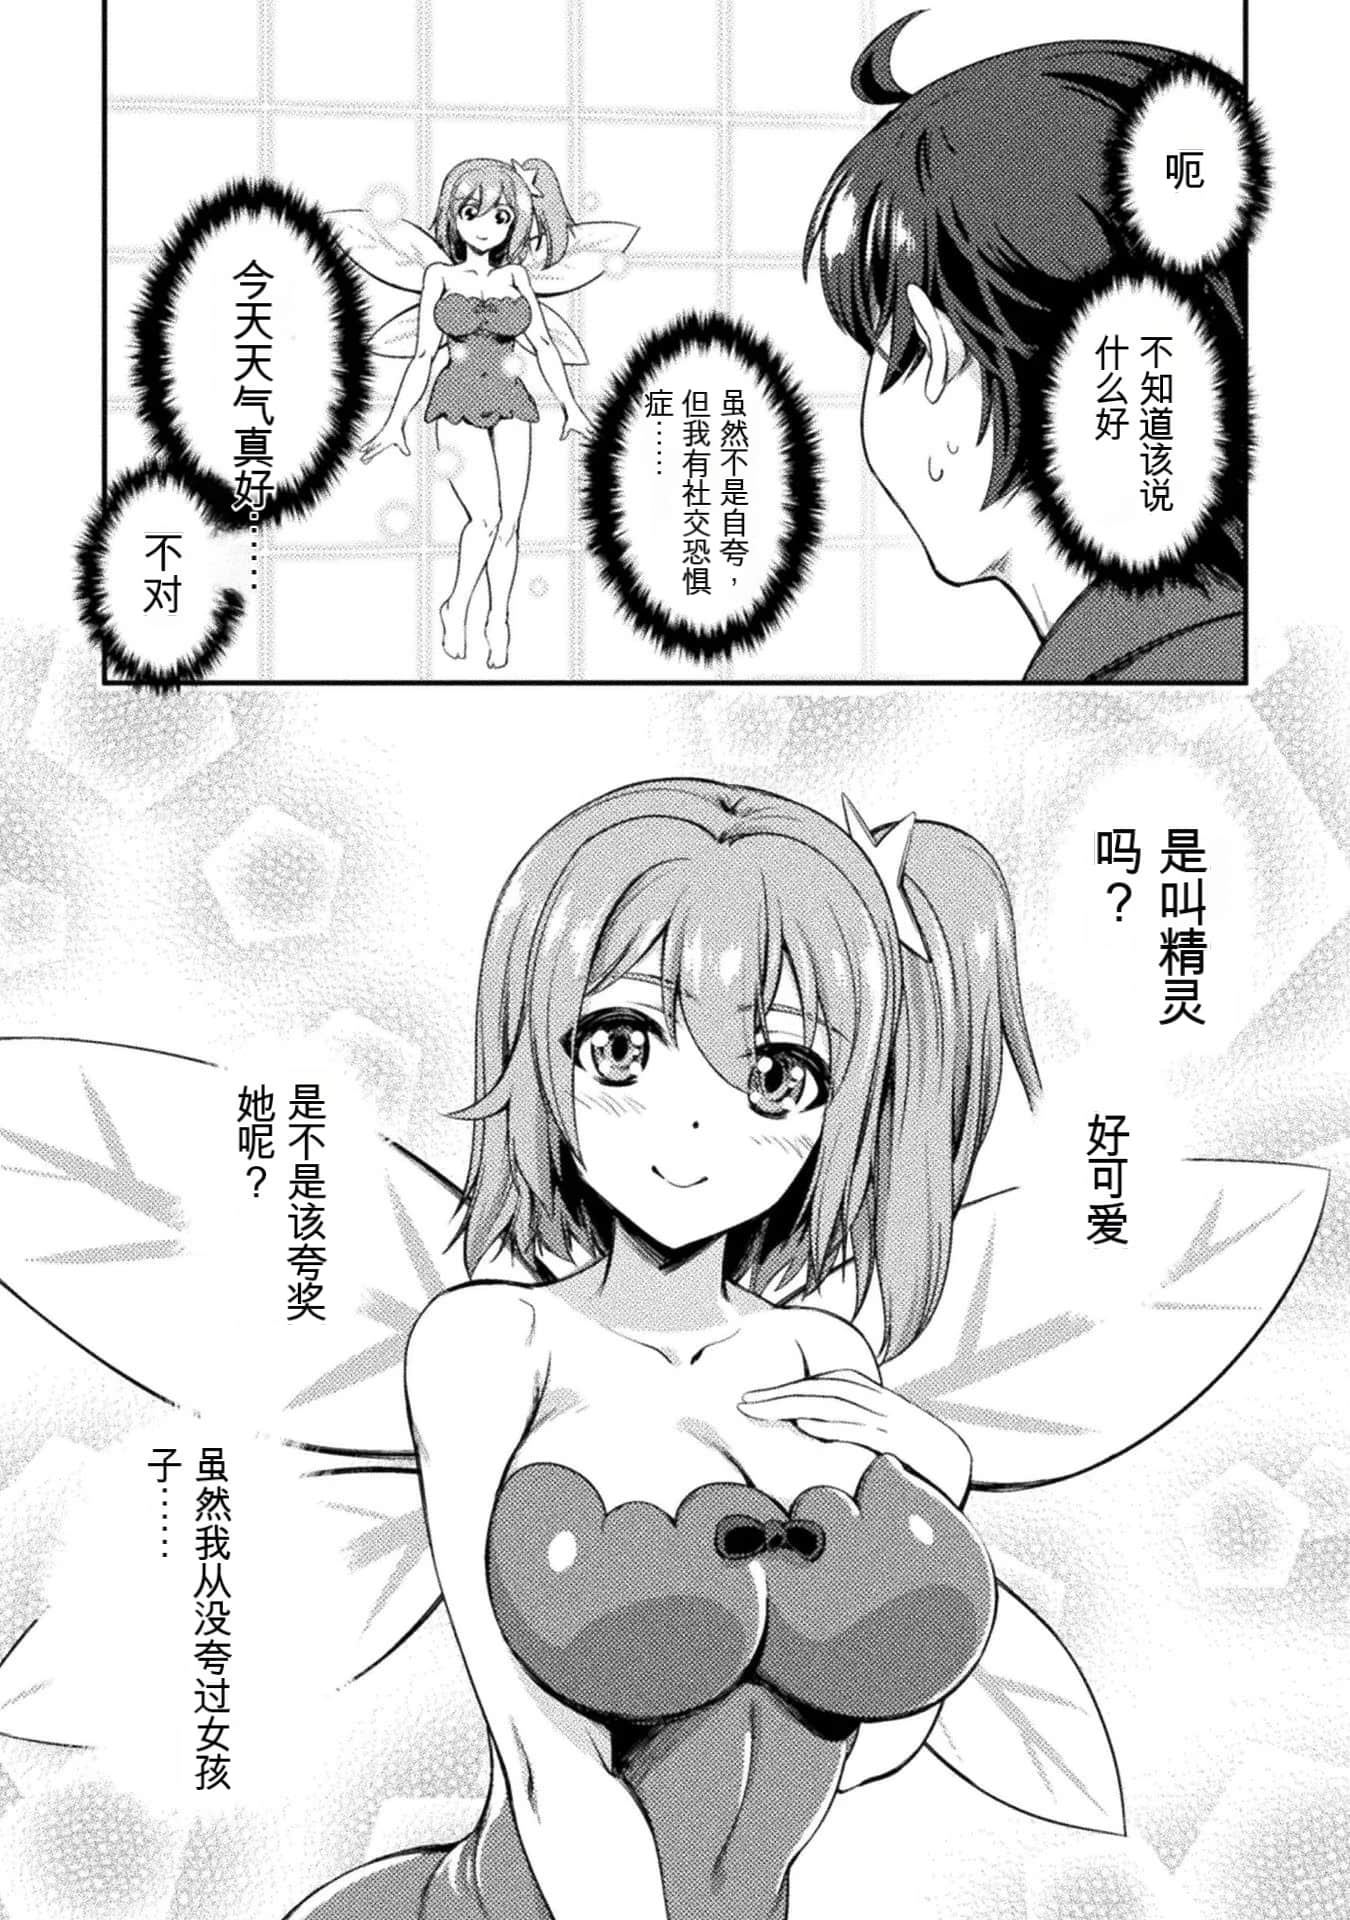 呃
不知道该说
什么好
虽然不是自夸，
但我有社交恐惧
症……
今天天气真好……
不对
是叫精灵
吗？
好可爱
是不是该夸奖
她呢？
虽然我从没夸过女孩
子……